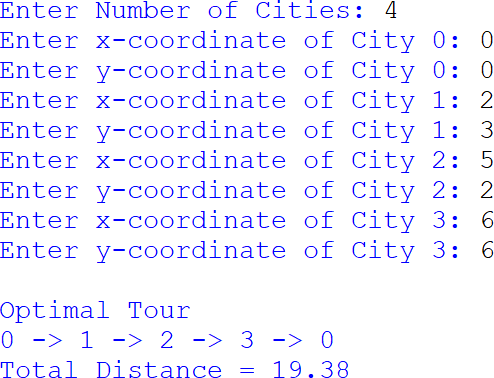 Enter Number of Cities: 4
Enter x-coordinate of City 0: 0
Enter y-coordinate of City 0: 0
Enter x-coordinate of City 1: 2
Enter y-coordinate of City 1: 3
Enter x-coordinate of City 2: 5
Enter y-coordinate of City 2: 2
Enter x-coordinate of City 3: 6
Enter y-coordinate of City 3: 6
Optimal Tour
0 -> 1 -> 2 -> 3 -> 0
Total Distance = 19.38